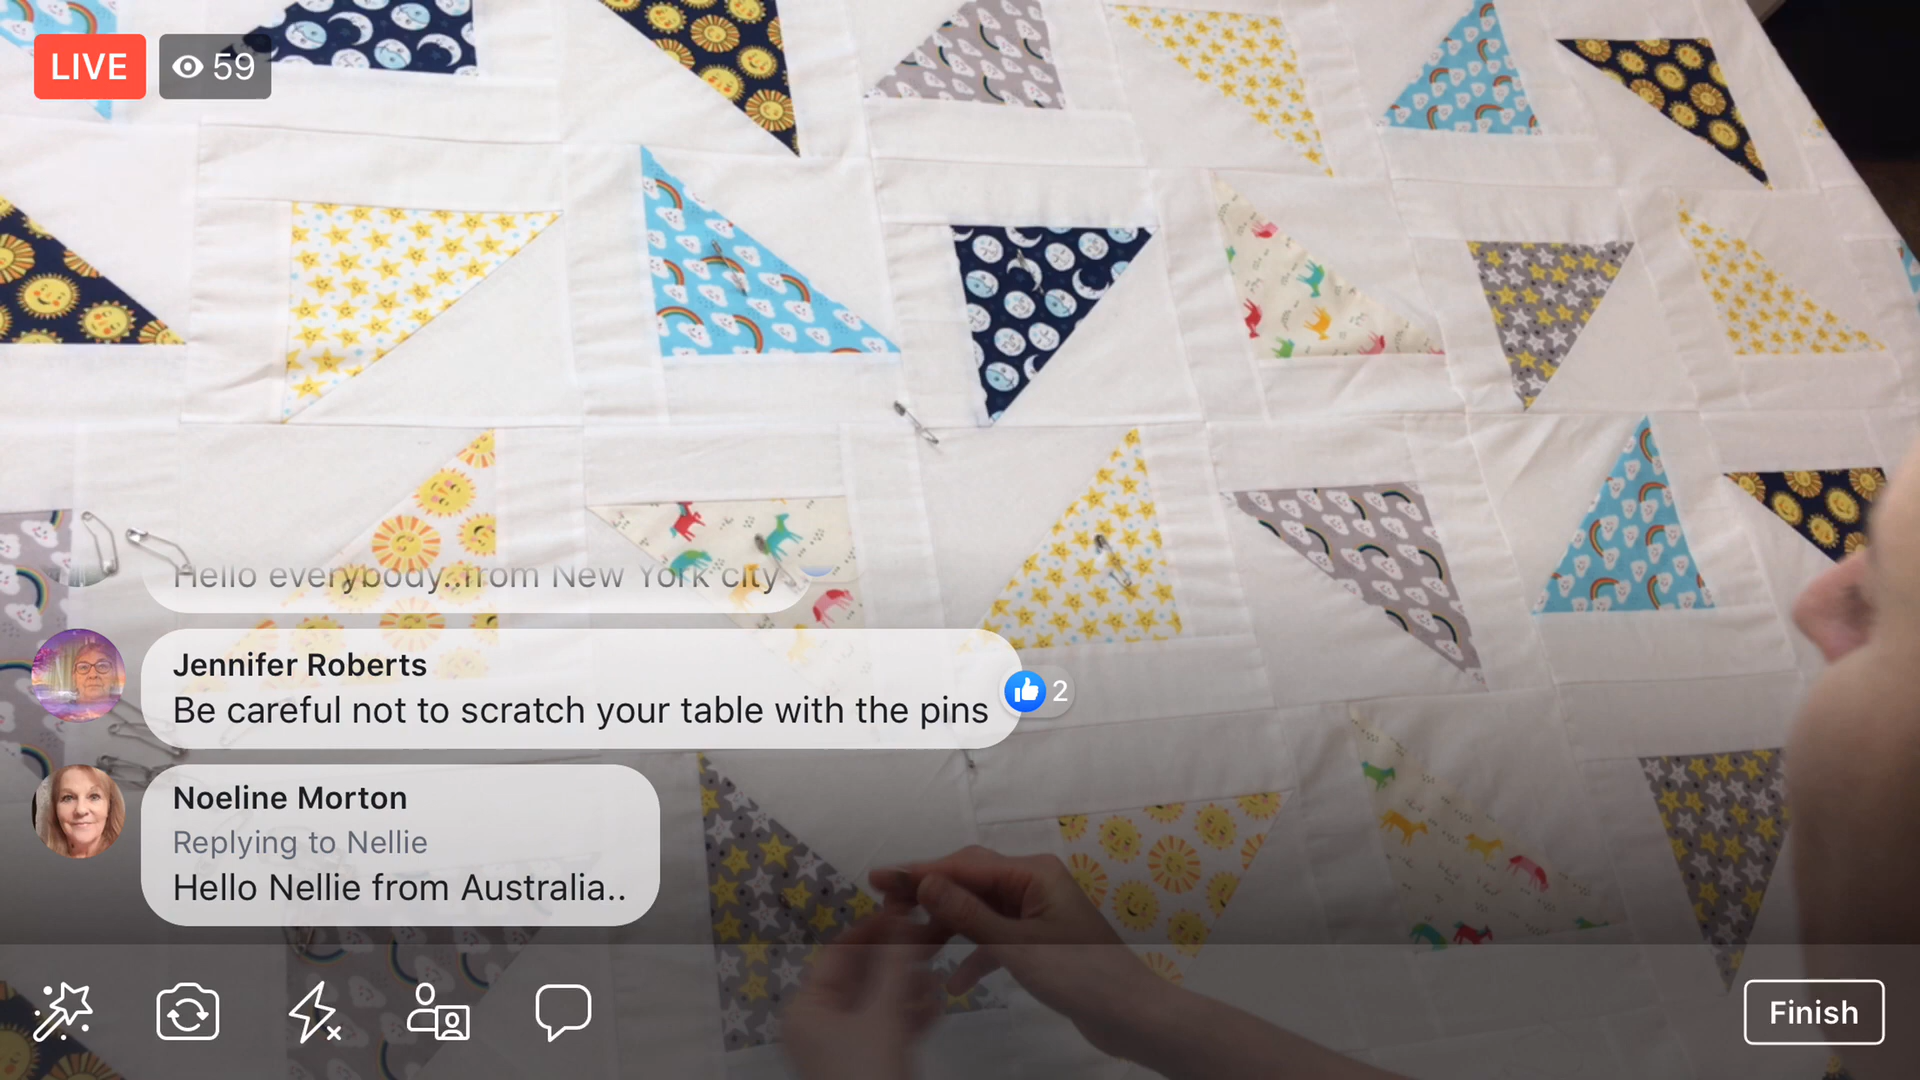 LIVE
59
Hello everybody..from New York city
Jennifer Roberts
Be careful not to scratch your table with the pins
2
Noeline Morton
Replying to Nellie
Hello Nellie from Australia..
Finish